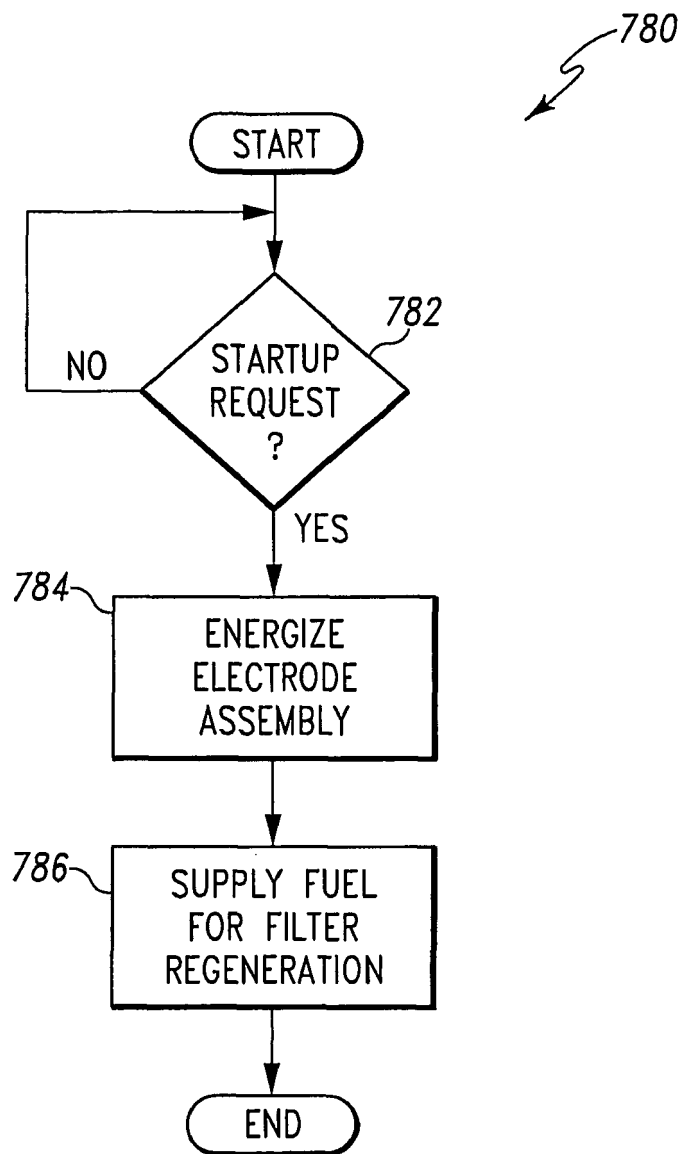 780
START
782
STARTUP
REQUEST
?
NO
YES
784
ENERGIZE
ELECTRODE
ASSEMBLY
786
SUPPLY FUEL
FOR FILTER
REGENERATION
END